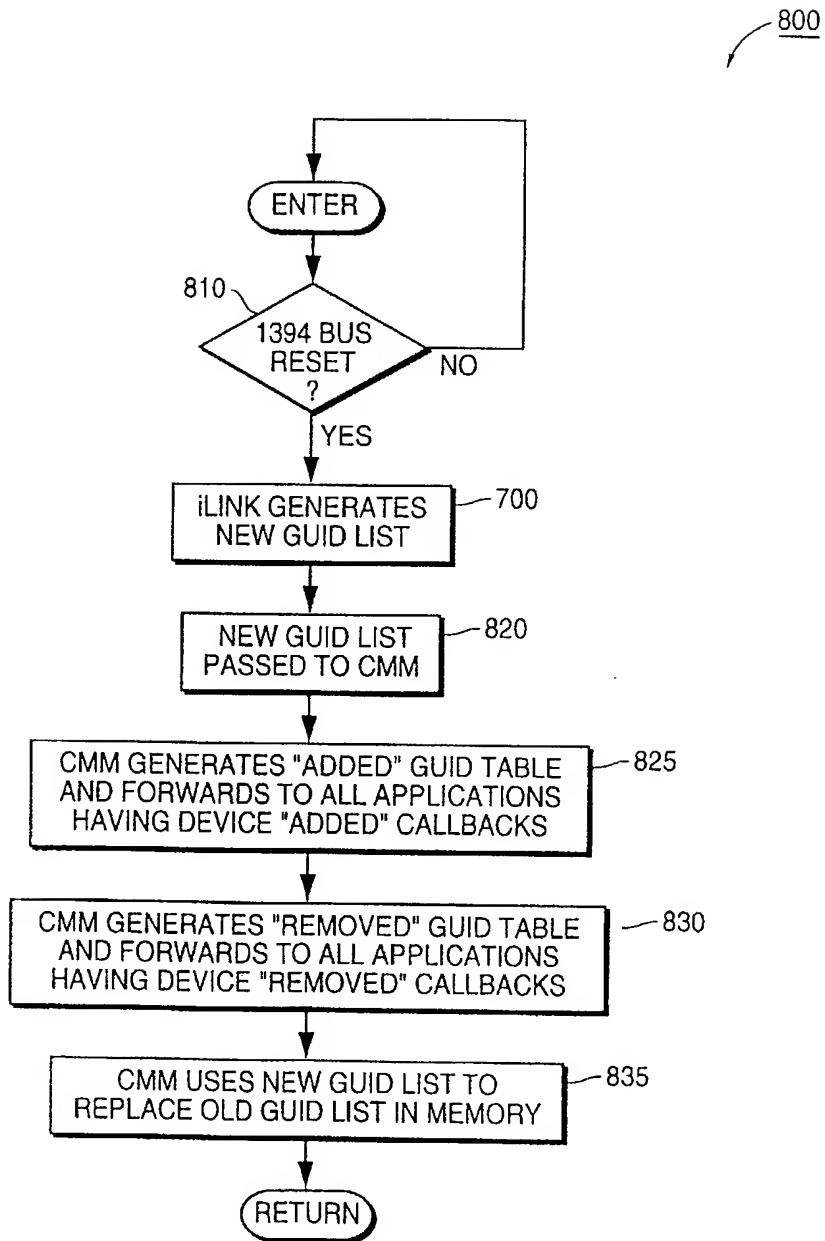 800
ENTER
810
1394 BUS
RESET
?
NO
YES
iLINK GENERATES
NEW GUID LIST
700
NEW GUID LIST
PASSED TO CMM
820
CMM GENERATES "ADDED" GUID TABLE
AND FORWARDS TO ALL APPLICATIONS
HAVING DEVICE "ADDED" CALLBACKS
825
CMM GENERATES "REMOVED" GUID TABLE
AND FORWARDS TO ALL APPLICATIONS
HAVING DEVICE "REMOVED" CALLBACKS
830
CMM USES NEW GUID LIST TO
REPLACE OLD GUID LIST IN MEMORY
835
RETURN